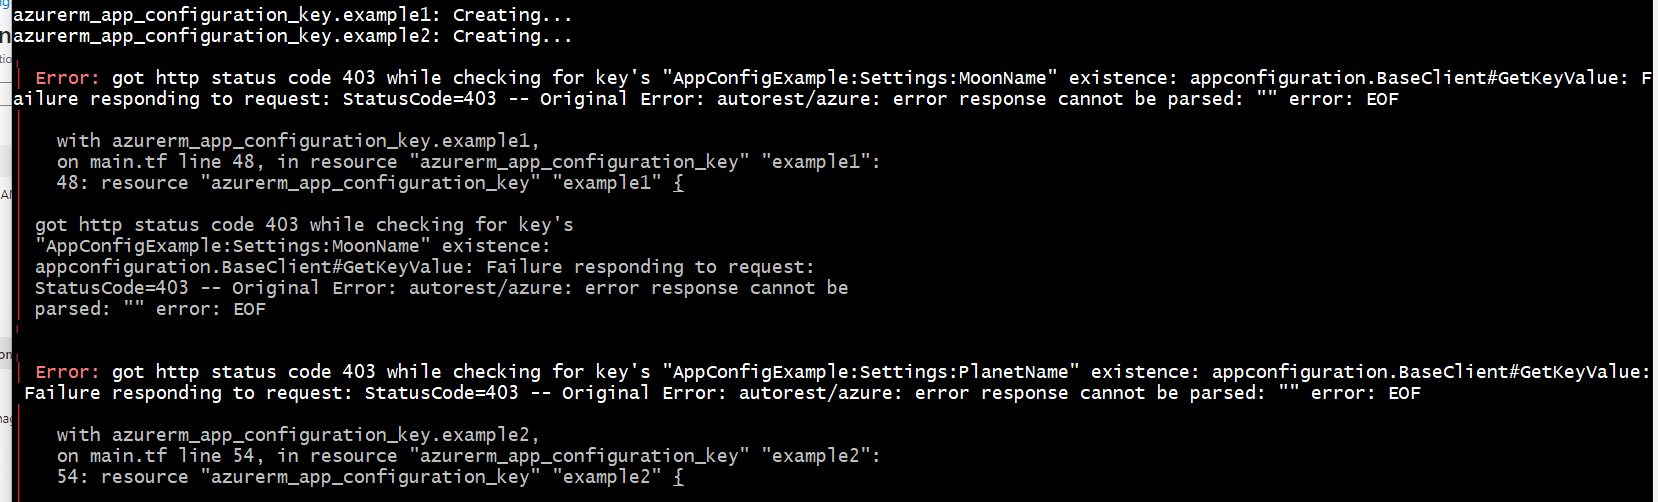 azurerm_app_configuration_key.example1: Creating...
azurerm_app_configuration_key.example2: Creating...
Error: got http status code 403 while checking for key's "AppConfigExample:Settings:MoonName" existence: appconfiguration.BaseClient#GetKeyValue: F
ailure responding to request: StatusCode=403 -- Original Error: autorest/azure: error response cannot be parsed: "" error: EOF
with azurerm_app_configuration_key.example1,
on main.tf line 48, in resource "azurerm_app_configuration_key" "example1":
48: resource "azurerm_app_configuration_key" "example1" {
got http status code 403 while checking for key's
"AppConfigExample:Settings:MoonName" existence:
appconfiguration.BaseClient#GetKeyValue: Failure responding to request:
StatusCode=403 -- Original Error: autorest/azure: error response cannot be
parsed: "" error: EOF
Error: got http status code 403 while checking for key's "AppConfigExample:Settings:PlanetName" existence: appconfiguration.BaseClient#GetKeyValue:
Failure responding to request: StatusCode=403 -- Original Error: autorest/azure: error response cannot be parsed: "" error: EOF
with azurerm_app_configuration_key.example2,
on main.tf line 54, in resource "azurerm_app_configuration_key" "example2":
54: resource "azurerm_app_configuration_key" "example2" {